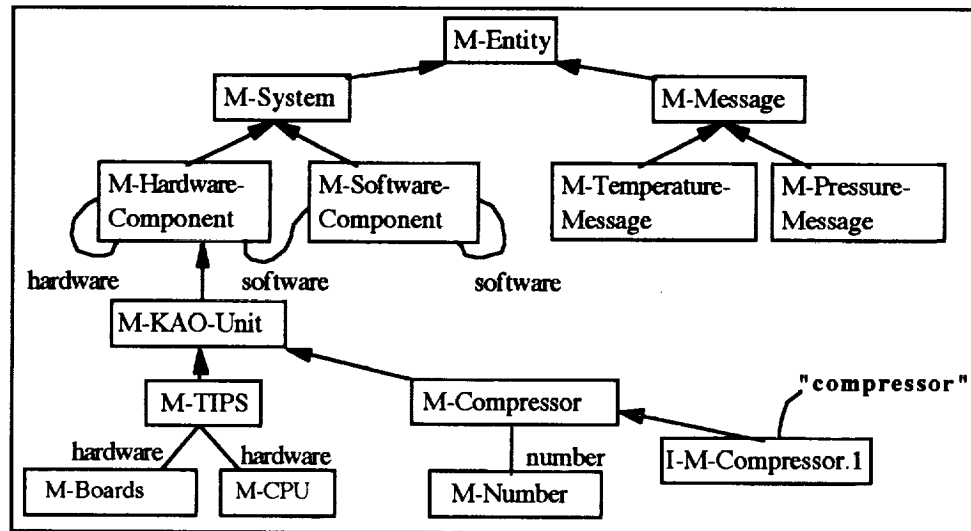 M-Entity
M-System
M-Message
M-Hardware-
Component
M-Software-
Component
M-Temperature-
Message
M-Pressure-
Message
hardware
software
software
M-KAO-Unit
"compressor"
M-TIPS
M-Compressor
hardware
hardware
number
I-M-Compressor.1
M-Boards
M-CPU
M-Number